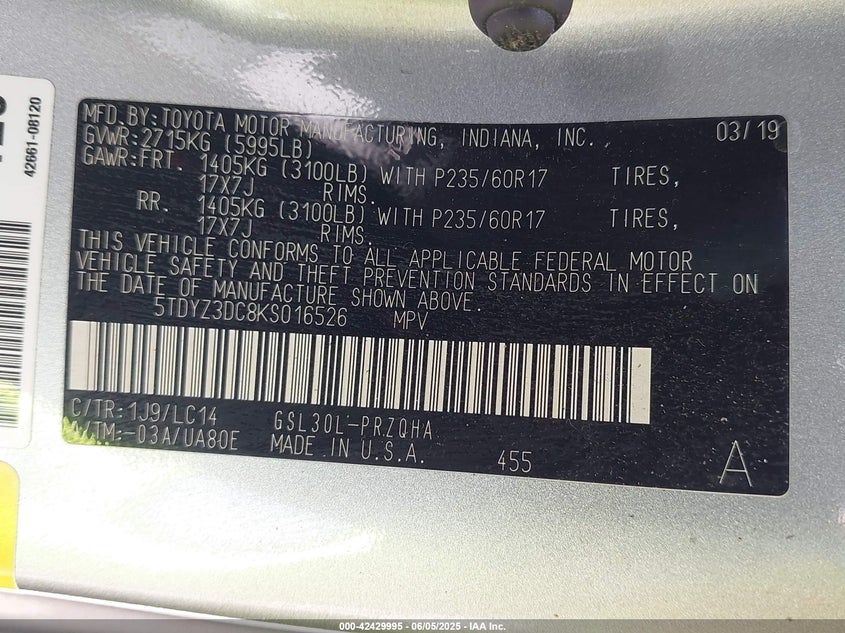 42661-08120
MFD.BY:TOYOTA MOTOR MANUFACTURING, INDIANA, INC., 03/19
GVWR:2715KG (5995LB)
GAWR:FRT. 1405KG (3100LB) WITH P235/60R17 TIRES,
17X7J RIMS.
RR. 1405KG (3100LB) WITH P235/60R17 TIRES,
17X7J RIMS.
THIS VEHICLE CONFORMS TO ALL APPLICABLE FEDERAL MOTOR
VEHICLE SAFETY AND THEFT PREVENTION STANDARDS IN EFFECT ON
THE DATE OF MANUFACTURE SHOWN ABOVE.
5TDYZ3DC8KS016526 MPV
C/TR:1J9/LC14 GSL30L-PRZQHA
A/TM:-03A/UA80E MADE IN U.S.A. 455 A
000-42429995 - 06/05/2025 - IAA Inc.